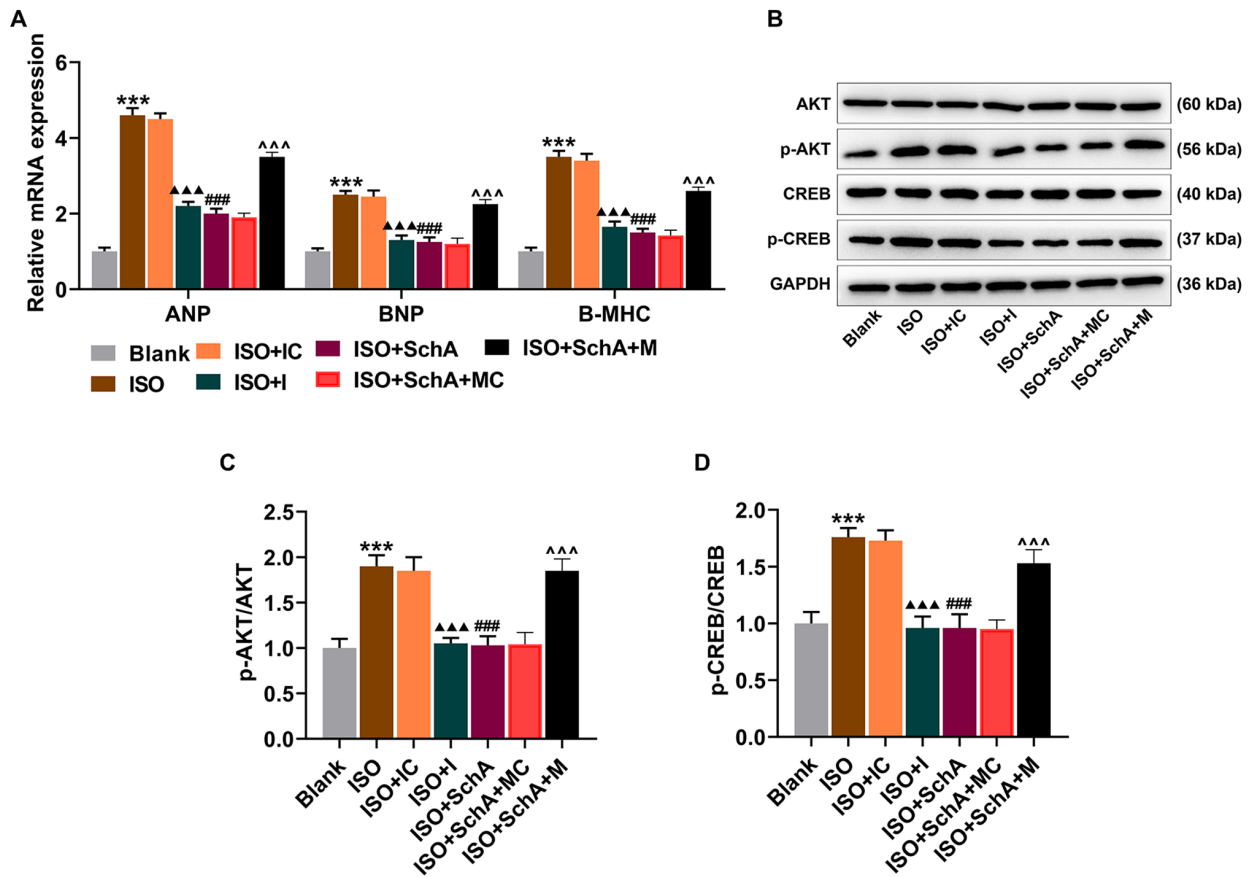 A
Relative mRNA expression
6
4
2
0
***
▲▲▲
###
^^^
***
▲▲▲
###
^^^
***
▲▲▲
###
^^^
ANP BNP B-MHC
Blank ISO+IC ISO+SchA ISO+SchA+M
ISO ISO+I ISO+SchA+MC
B
AKT (60 kDa)
p-AKT (56 kDa)
CREB (40 kDa)
p-CREB (37 kDa)
GAPDH (36 kDa)
Blank ISO ISO+IC ISO+I ISO+SchA ISO+SchA+MC ISO+SchA+M
C
p-AKT/AKT
2.5
2.0
1.5
1.0
0.5
0.0
***
▲▲▲
###
^^^
Blank ISO ISO+IC ISO+I ISO+SchA ISO+SchA+MC ISO+SchA+M
D
p-CREB/CREB
2.0
1.5
1.0
0.5
0.0
***
▲▲▲
###
^^^
Blank ISO ISO+IC ISO+I ISO+SchA ISO+SchA+MC ISO+SchA+M